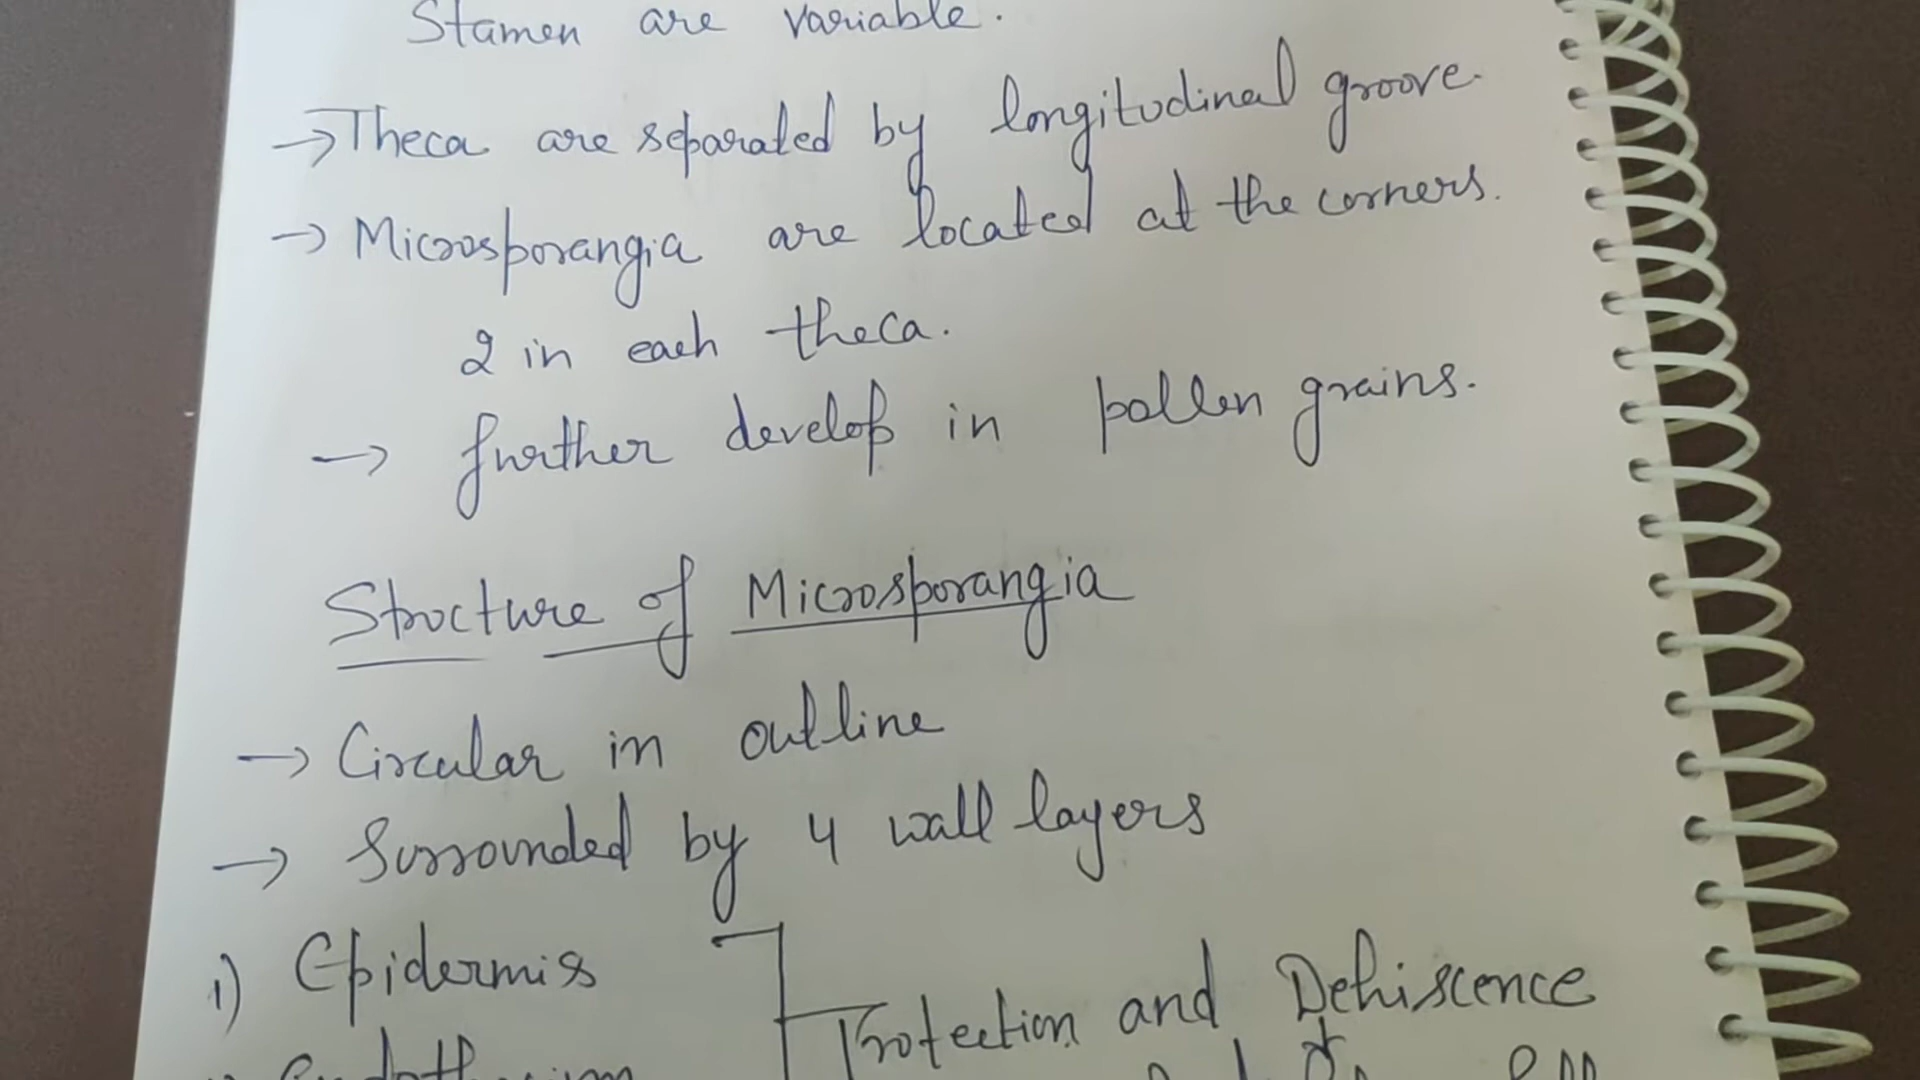 Stamen are variable.
→ Theca are separated by longitudinal groove.
→ Microsporangia are located at the corners.
2 in each theca.
→ further develop in pollen grains.
Structure of Microsporangia
→ Circular in outline
→ Surrounded by 4 wall layers
i) Epidermis
Protection and Dehiscence
Endothecium